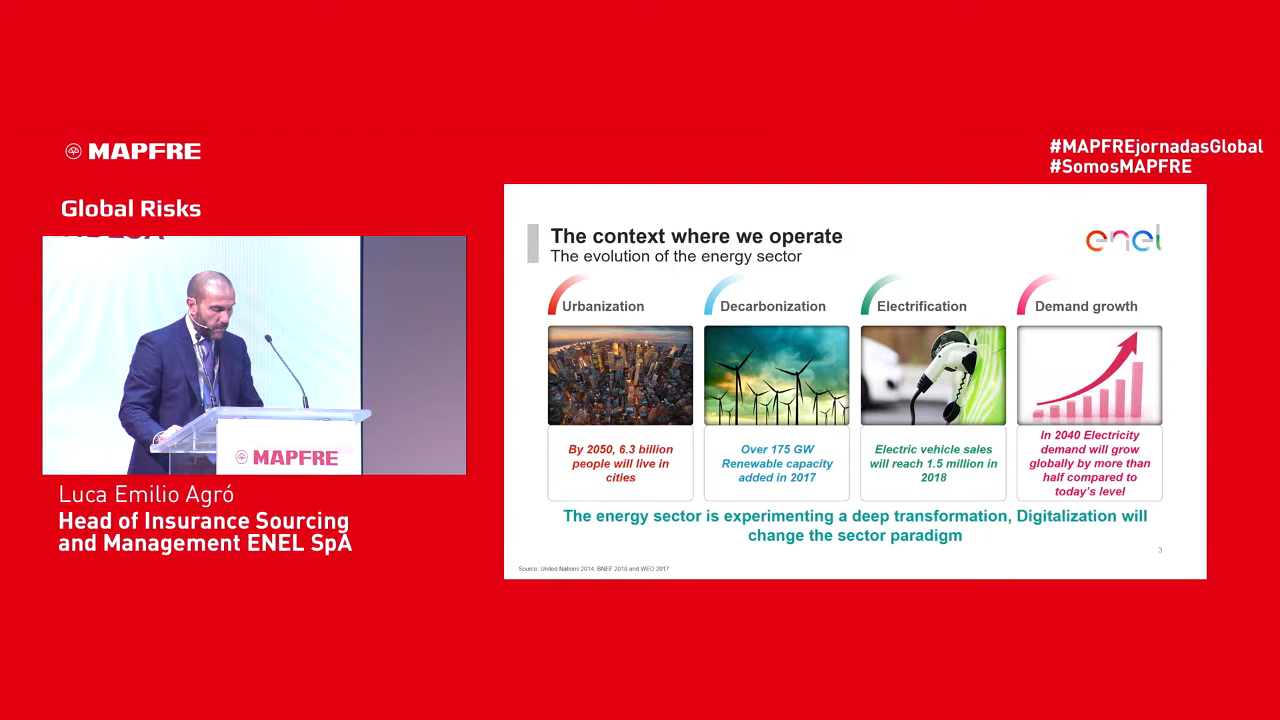 MAPFRE
#MAPFREjornadasGlobal
#SomosMAPFRE
Global Risks
MAPFRE
Luca Emilio Agró
Head of Insurance Sourcing
and Management ENEL SpA
The context where we operate
The evolution of the energy sector
enel
Urbanization
By 2050, 6.3 billion
people will live in
cities
Decarbonization
Over 175 GW
Renewable capacity
added in 2017
Electrification
Electric vehicle sales
will reach 1.5 million in
2018
Demand growth
In 2040 Electricity
demand will grow
globally by more than
half compared to
today's level
The energy sector is experimenting a deep transformation, Digitalization will
change the sector paradigm
3
Source: United Nations 2014; BNEF 2018 and WEO 2017